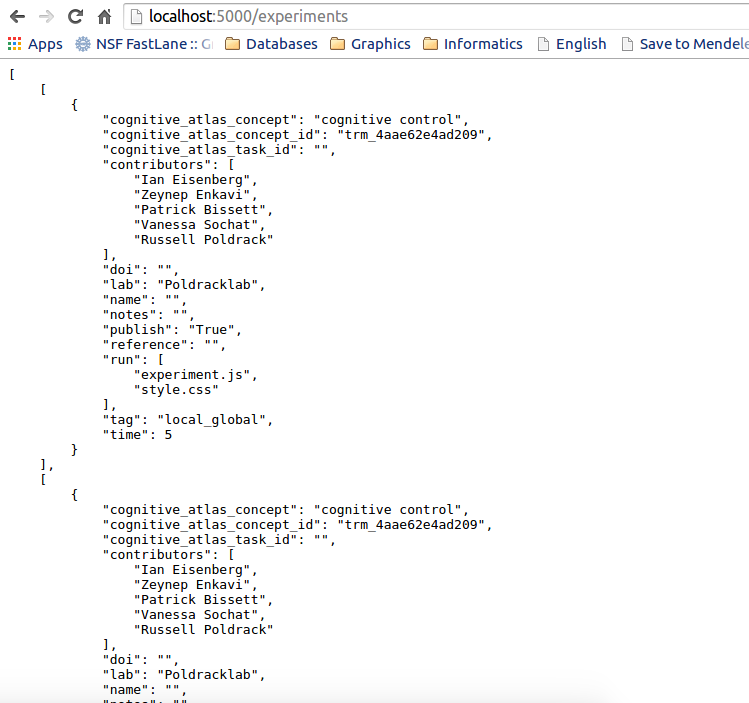 localhost:5000/experiments
Apps NSF FastLane :: G Databases Graphics Informatics English Save to Mendele
[
    [
        {
            "cognitive_atlas_concept": "cognitive control",
            "cognitive_atlas_concept_id": "trm_4aae62e4ad209",
            "cognitive_atlas_task_id": "",
            "contributors": [
                "Ian Eisenberg",
                "Zeynep Enkavi",
                "Patrick Bissett",
                "Vanessa Sochat",
                "Russell Poldrack"
            ],
            "doi": "",
            "lab": "Poldracklab",
            "name": "",
            "notes": "",
            "publish": "True",
            "reference": "",
            "run": [
                "experiment.js",
                "style.css"
            ],
            "tag": "local_global",
            "time": 5
        }
    ],
    [
        {
            "cognitive_atlas_concept": "cognitive control",
            "cognitive_atlas_concept_id": "trm_4aae62e4ad209",
            "cognitive_atlas_task_id": "",
            "contributors": [
                "Ian Eisenberg",
                "Zeynep Enkavi",
                "Patrick Bissett",
                "Vanessa Sochat",
                "Russell Poldrack"
            ],
            "doi": "",
            "lab": "Poldracklab",
            "name": "",
            "notes": ""